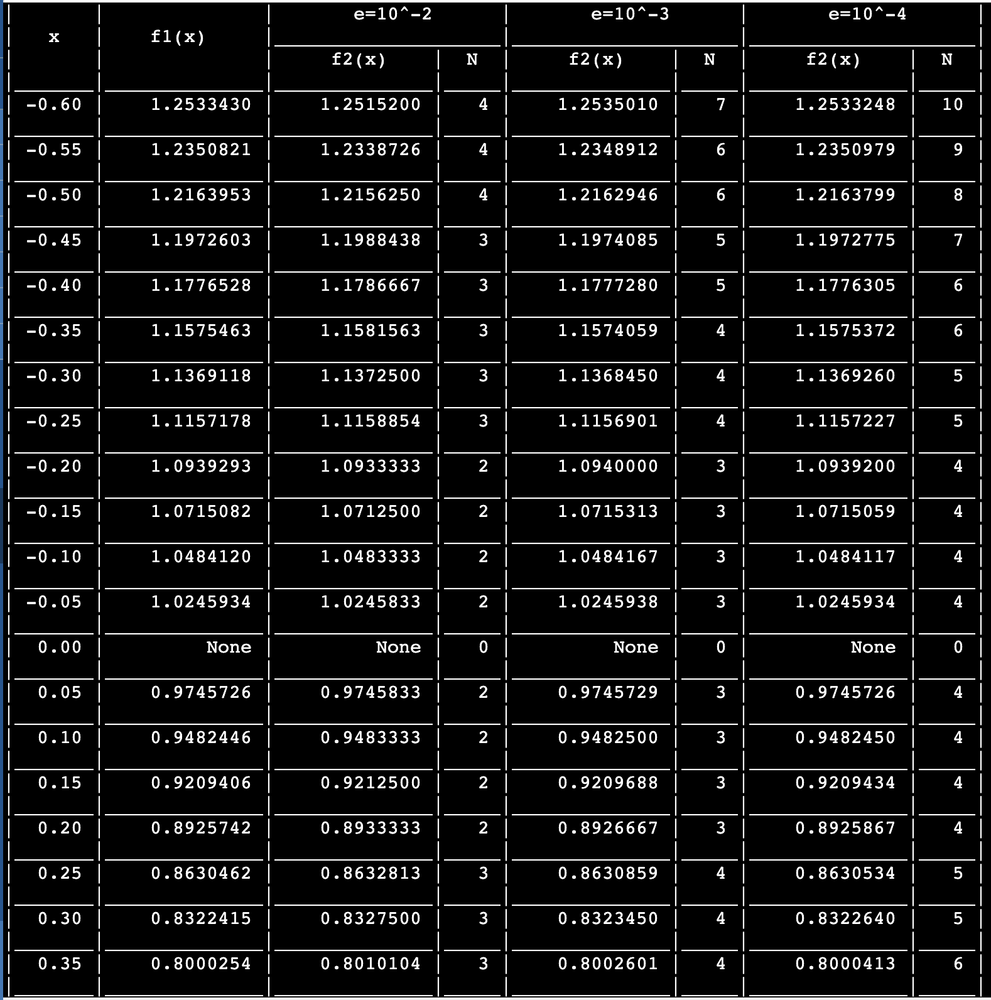 e=10^-2 e=10^-3 e=10^-4
x f1(x)
f2(x) N f2(x) N f2(x) N
-0.60 1.2533430 1.2515200 4 1.2535010 7 1.2533248 10
-0.55 1.2350821 1.2338726 4 1.2348912 6 1.2350979 9
-0.50 1.2163953 1.2156250 4 1.2162946 6 1.2163799 8
-0.45 1.1972603 1.1988438 3 1.1974085 5 1.1972775 7
-0.40 1.1776528 1.1786667 3 1.1777280 5 1.1776305 6
-0.35 1.1575463 1.1581563 3 1.1574059 4 1.1575372 6
-0.30 1.1369118 1.1372500 3 1.1368450 4 1.1369260 5
-0.25 1.1157178 1.1158854 3 1.1156901 4 1.1157227 5
-0.20 1.0939293 1.0933333 2 1.0940000 3 1.0939200 4
-0.15 1.0715082 1.0712500 2 1.0715313 3 1.0715059 4
-0.10 1.0484120 1.0483333 2 1.0484167 3 1.0484117 4
-0.05 1.0245934 1.0245833 2 1.0245938 3 1.0245934 4
0.00 None None 0 None 0 None 0
0.05 0.9745726 0.9745833 2 0.9745729 3 0.9745726 4
0.10 0.9482446 0.9483333 2 0.9482500 3 0.9482450 4
0.15 0.9209406 0.9212500 2 0.9209688 3 0.9209434 4
0.20 0.8925742 0.8933333 2 0.8926667 3 0.8925867 4
0.25 0.8630462 0.8632813 3 0.8630859 4 0.8630534 5
0.30 0.8322415 0.8327500 3 0.8323450 4 0.8322640 5
0.35 0.8000254 0.8010104 3 0.8002601 4 0.8000413 6